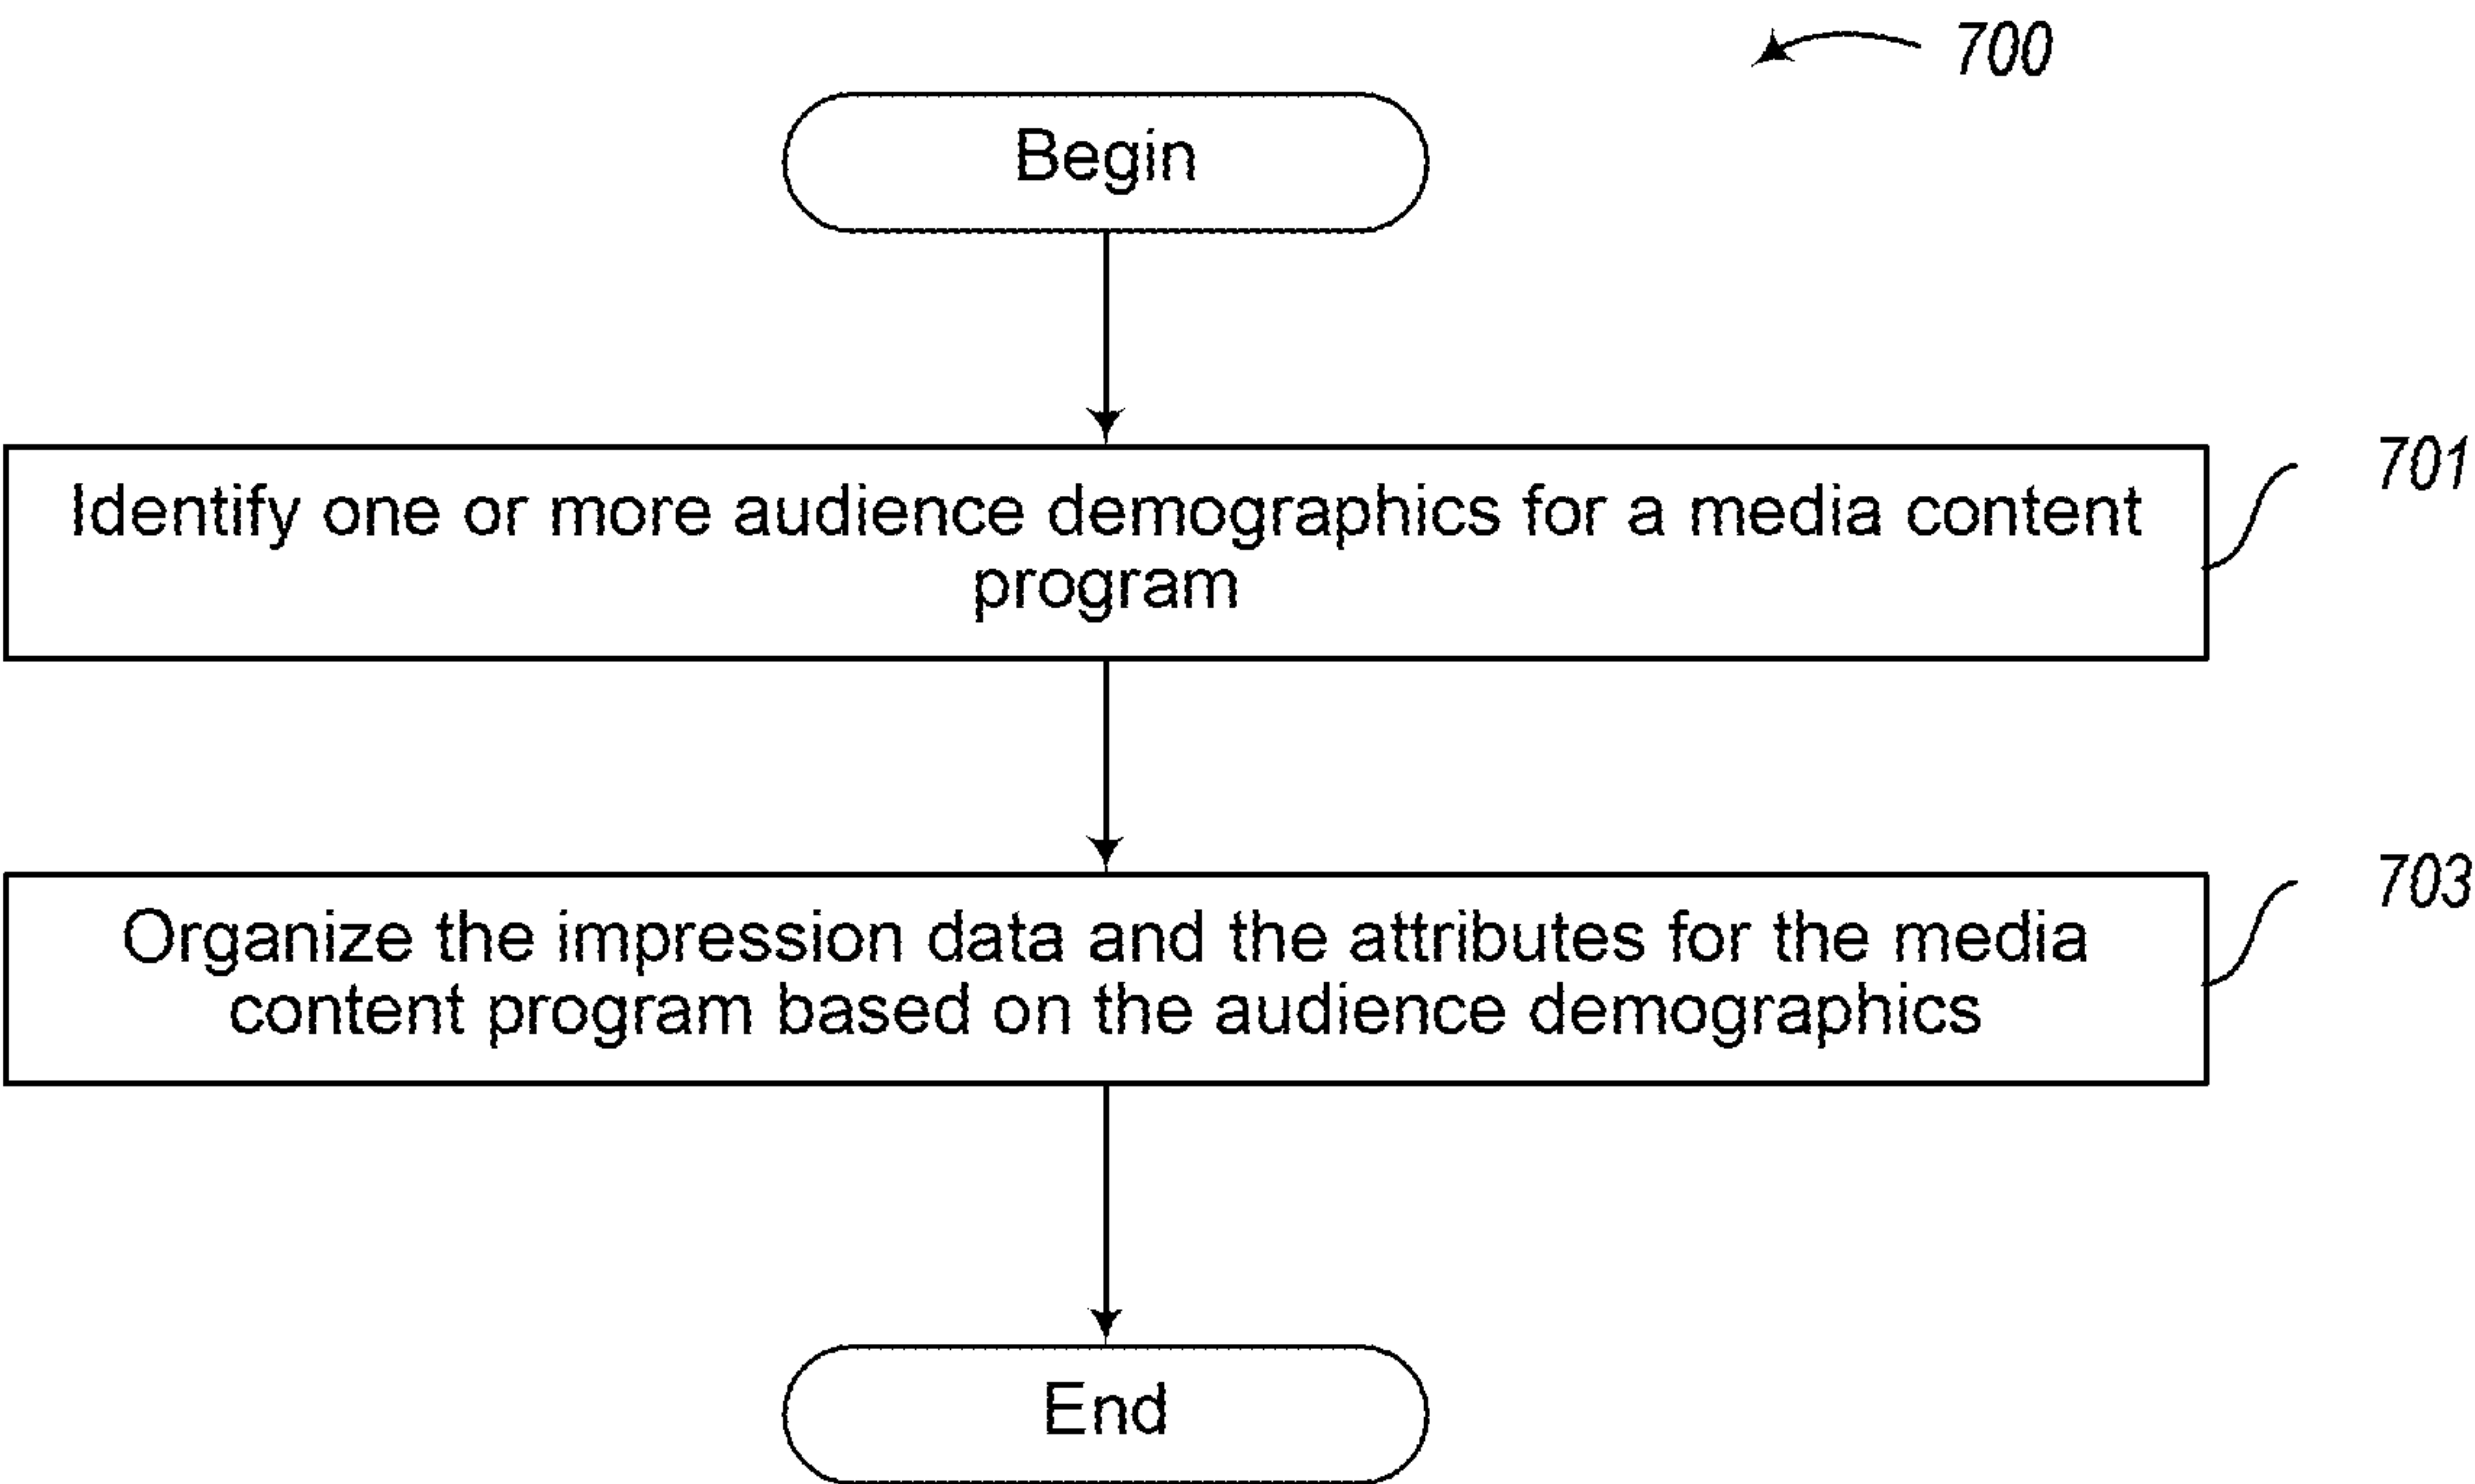 700
Begin
701
Identify one or more audience demographics for a media content
program
703
Organize the impression data and the attributes for the media
content program based on the audience demographics
End